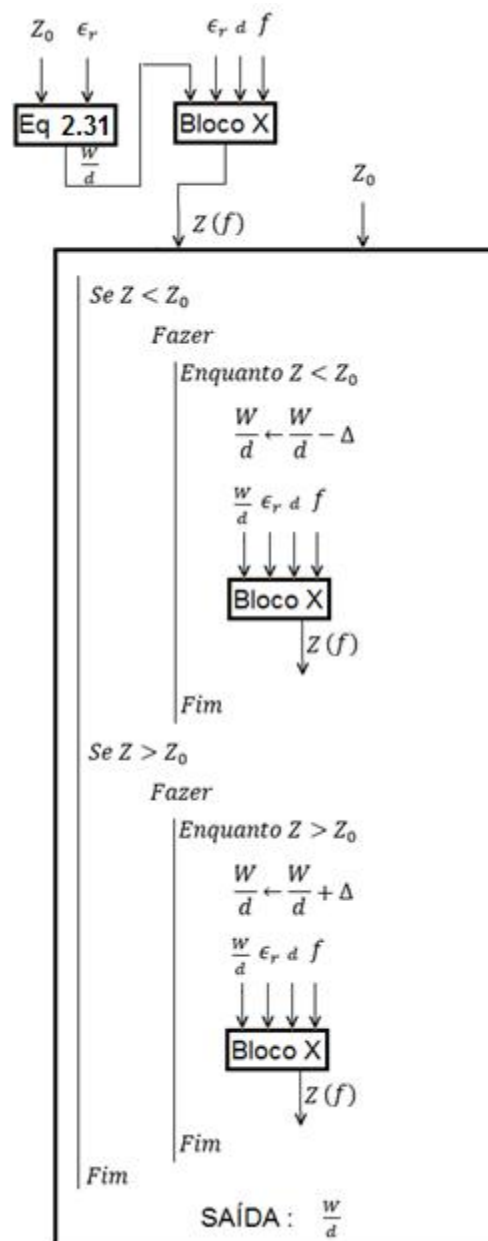 Z₀ ϵᵣ ϵᵣ d f
Eq 2.31 Bloco X
W/d
Z(f) Z₀
Se Z < Z₀
Fazer
Enquanto Z < Z₀
W/d ← W/d − Δ
W/d ϵᵣ d f
Bloco X
Z(f)
Fim
Se Z > Z₀
Fazer
Enquanto Z > Z₀
W/d ← W/d + Δ
W/d ϵᵣ d f
Bloco X
Z(f)
Fim
Fim
SAÍDA : W/d